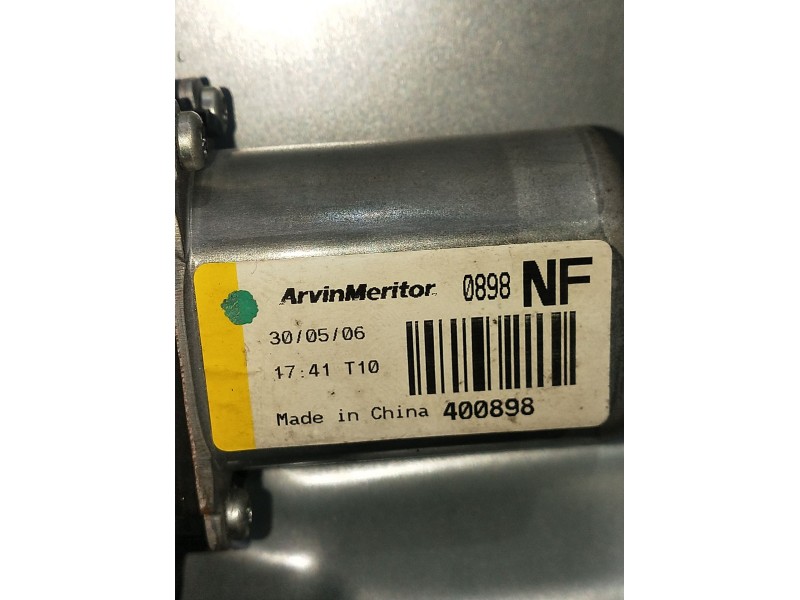 ArvinMeritor 0898 NF
30/05/06
17:41 T10
Made in China 400898